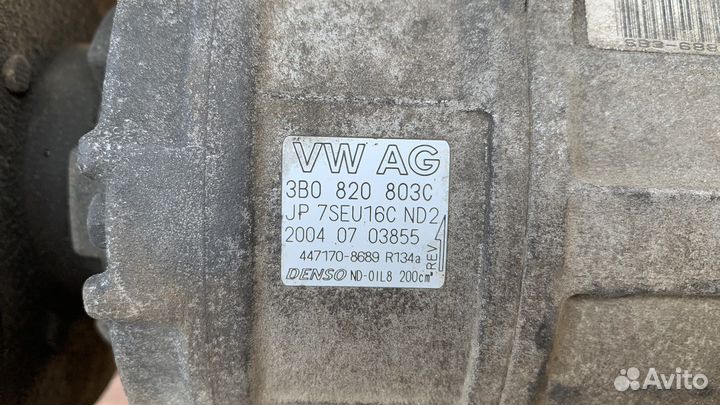 VW AG
3B0 820 803C
JP 7SEU16C ND2
2004 07 03855
447170-8689 R134a
REV
DENSO ND-OIL8 200cm³
Avito